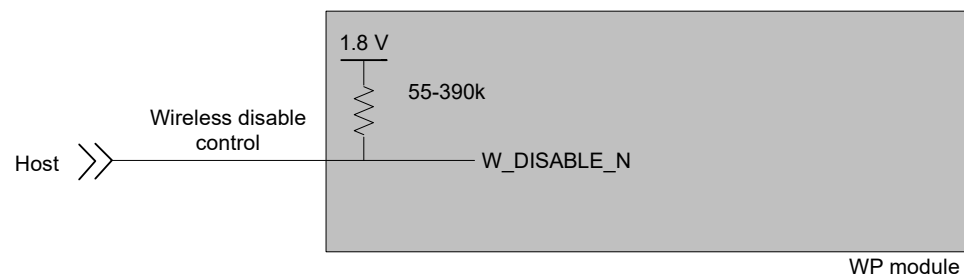 1.8 V
55-390k
Wireless disable
control
Host
W_DISABLE_N
WP module